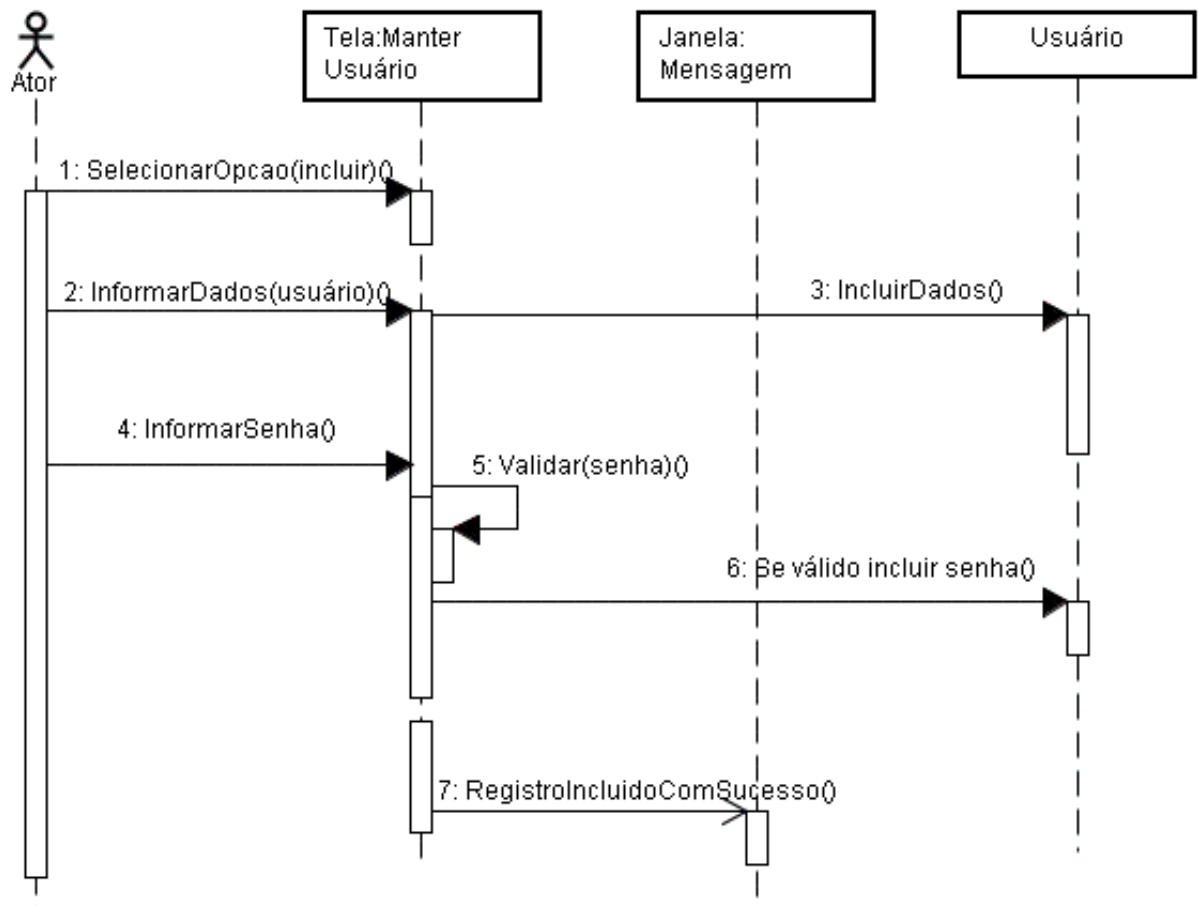 Ator
Tela:Manter
Usuário
Janela:
Mensagem
Usuário
1: SelecionarOpcao(incluir)()
2: InformarDados(usuário)()
3: IncluirDados()
4: InformarSenha()
5: Validar(senha)()
6: Se válido incluir senha()
7: RegistroIncluidoComSucesso()